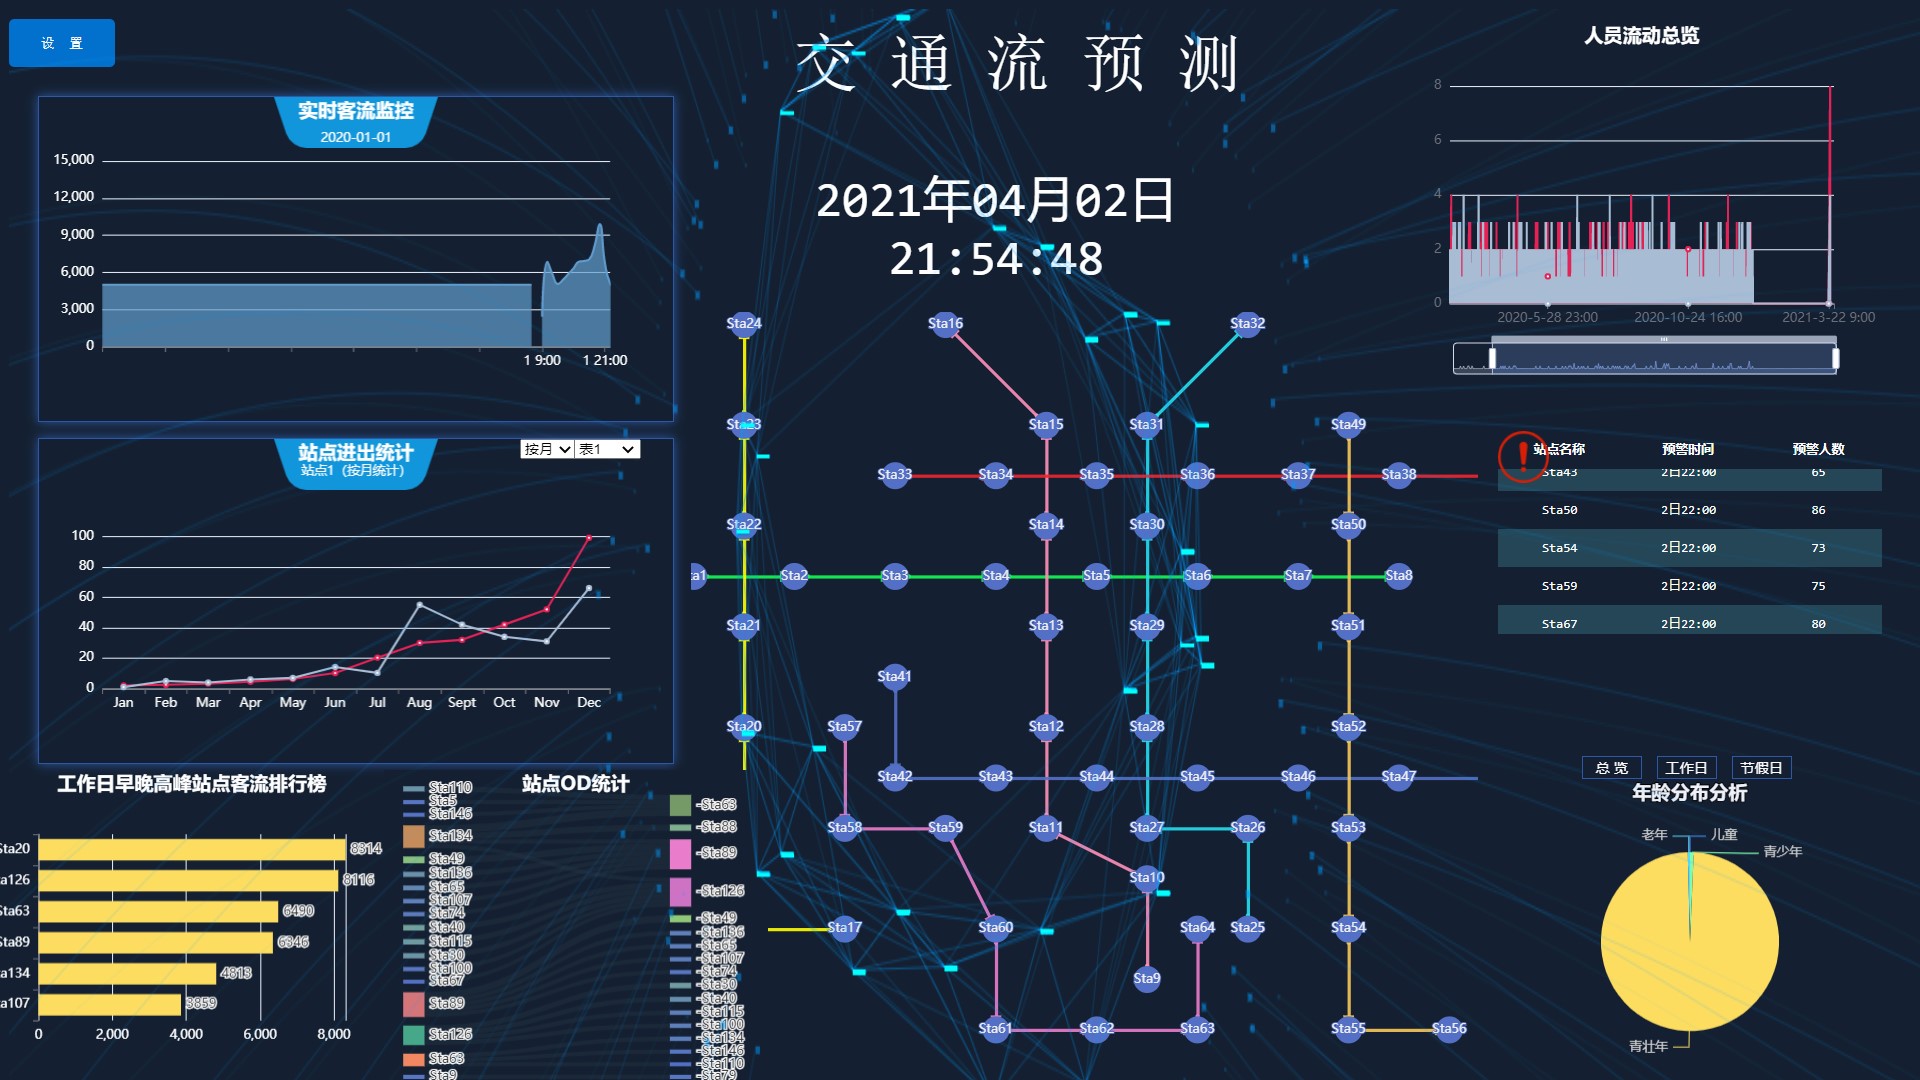 设 置
交 通 流 预 测
2021年04月02日
21:54:48
实时客流监控
2020-01-01
15,000
12,000
9,000
6,000
3,000
0
1 9:00
1 21:00
站点进出统计
站点1（按月统计）
按月
表1
100
80
60
40
20
0
Jan Feb Mar Apr May Jun Jul Aug Sept Oct Nov Dec
工作日早晚高峰站点客流排行榜
Sta20 8314
a126 8116
Sta63 6490
Sta89 6346
a134 4813
a107 3859
0 2,000 4,000 6,000 8,000
站点OD统计
Sta110
Sta5
Sta146
Sta134
Sta49
Sta136
Sta65
Sta107
Sta74
Sta40
Sta115
Sta30
Sta100
Sta67
Sta89
Sta126
Sta63
Sta9
Sta63
Sta88
Sta89
Sta126
Sta49
Sta136
Sta65
Sta107
Sta74
Sta30
Sta40
Sta115
Sta100
Sta134
Sta146
Sta110
Sta79
Sta24 Sta16 Sta32
Sta23 Sta15 Sta31 Sta49
Sta33 Sta34 Sta35 Sta36 Sta37 Sta38
Sta22 Sta14 Sta30 Sta50
ta1 Sta2 Sta3 Sta4 Sta5 Sta6 Sta7 Sta8
Sta21 Sta13 Sta29 Sta51
Sta41
Sta20 Sta57 Sta12 Sta28 Sta52
Sta42 Sta43 Sta44 Sta45 Sta46 Sta47
Sta58 Sta59 Sta11 Sta27 Sta26 Sta53
Sta10
Sta17 Sta60 Sta64 Sta25 Sta54
Sta9
Sta61 Sta62 Sta63 Sta55 Sta56
人员流动总览
8
6
4
2
0
2020-5-28 23:00 2020-10-24 16:00 2021-3-22 9:00
站点名称 预警时间 预警人数
Sta43 2日22:00 65
Sta50 2日22:00 86
Sta54 2日22:00 73
Sta59 2日22:00 75
Sta67 2日22:00 80
总 览 工作日 节假日
年龄分布分析
老年 儿童
青少年
青壮年